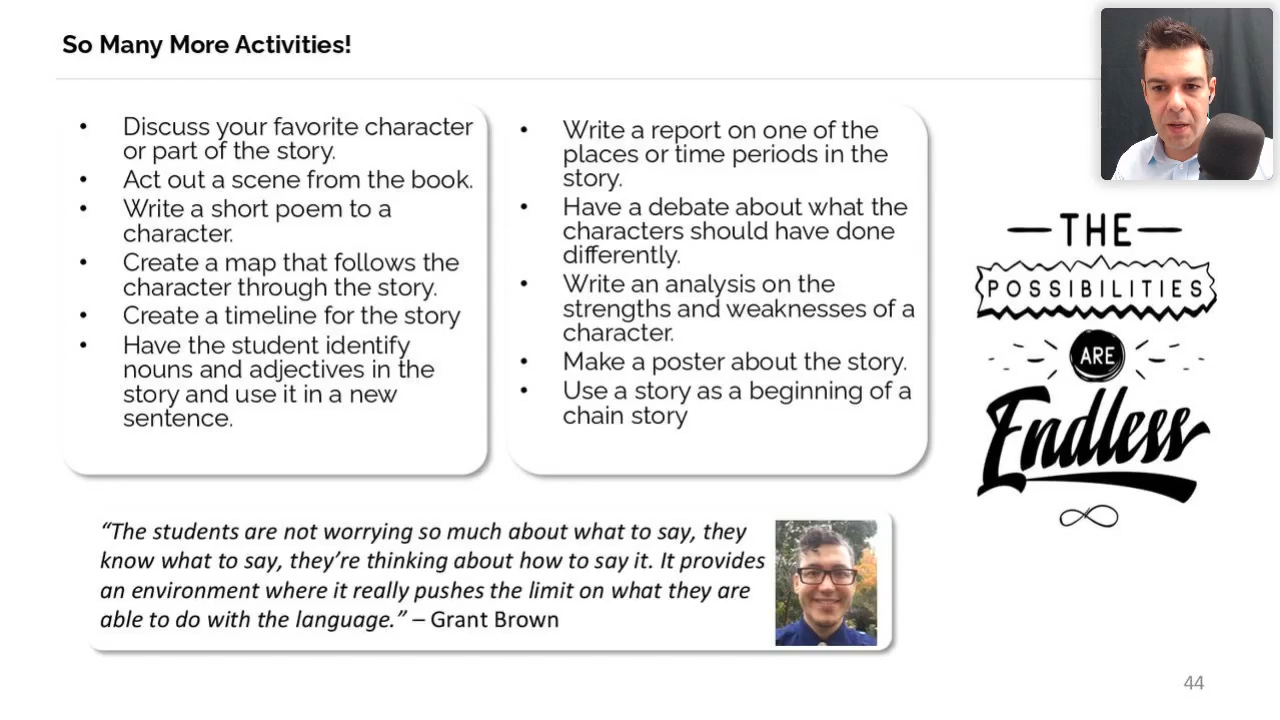 So Many More Activities!
• Discuss your favorite character
or part of the story.
• Act out a scene from the book.
• Write a short poem to a
character.
• Create a map that follows the
character through the story.
• Create a timeline for the story
• Have the student identify
nouns and adjectives in the
story and use it in a new
sentence.
• Write a report on one of the
places or time periods in the
story.
• Have a debate about what the
characters should have done
differently.
• Write an analysis on the
strengths and weaknesses of a
character.
• Make a poster about the story.
• Use a story as a beginning of a
chain story
THE
POSSIBILITIES
ARE
Endless
“The students are not worrying so much about what to say, they
know what to say, they’re thinking about how to say it. It provides
an environment where it really pushes the limit on what they are
able to do with the language.” – Grant Brown
44